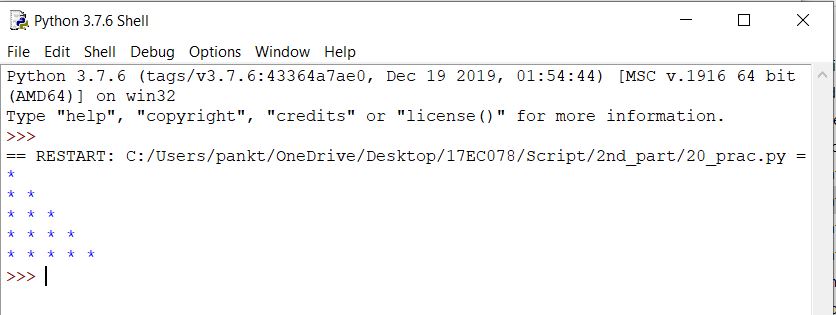 Python 3.7.6 Shell
File Edit Shell Debug Options Window Help
Python 3.7.6 (tags/v3.7.6:43364a7ae0, Dec 19 2019, 01:54:44) [MSC v.1916 64 bit
(AMD64)] on win32
Type "help", "copyright", "credits" or "license()" for more information.
>>>
== RESTART: C:/Users/pankt/OneDrive/Desktop/17EC078/Script/2nd_part/20_prac.py =
*
* *
* * *
* * * *
* * * * *
>>>